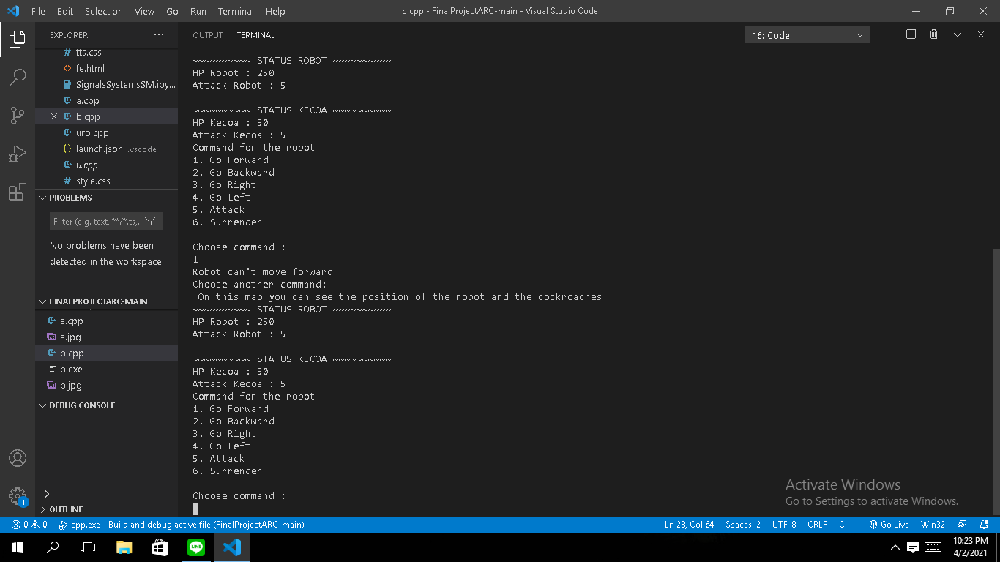 File Edit Selection View Go Run Terminal Help
b.cpp - FinalProjectARC-main - Visual Studio Code
EXPLORER
# tts.css
<> fe.html
SignalsSystemsSM.ipy...
a.cpp
b.cpp
uro.cpp
{} launch.json .vscode
u.cpp
# style.css
PROBLEMS
Filter (e.g. text, **/*.ts,...
No problems have been
detected in the workspace.
FINALPROJECTARC-MAIN
a.cpp
a.jpg
b.cpp
b.exe
b.jpg
DEBUG CONSOLE
OUTLINE
OUTPUT TERMINAL
16: Code
~~~~~~~~~~ STATUS ROBOT ~~~~~~~~~~
HP Robot : 250
Attack Robot : 5
~~~~~~~~~~ STATUS KECOA ~~~~~~~~~~
HP Kecoa : 50
Attack Kecoa : 5
Command for the robot
1. Go Forward
2. Go Backward
3. Go Right
4. Go Left
5. Attack
6. Surrender
Choose command :
1
Robot can't move forward
Choose another command:
On this map you can see the position of the robot and the cockroaches
~~~~~~~~~~ STATUS ROBOT ~~~~~~~~~~
HP Robot : 250
Attack Robot : 5
~~~~~~~~~~ STATUS KECOA ~~~~~~~~~~
HP Kecoa : 50
Attack Kecoa : 5
Command for the robot
1. Go Forward
2. Go Backward
3. Go Right
4. Go Left
5. Attack
6. Surrender
Choose command :
Activate Windows
Go to Settings to activate Windows.
1
0 0 cpp.exe - Build and debug active file (FinalProjectARC-main)
Ln 28, Col 64 Spaces: 2 UTF-8 CRLF C++ Go Live Win32
LINE
10:23 PM
4/2/2021